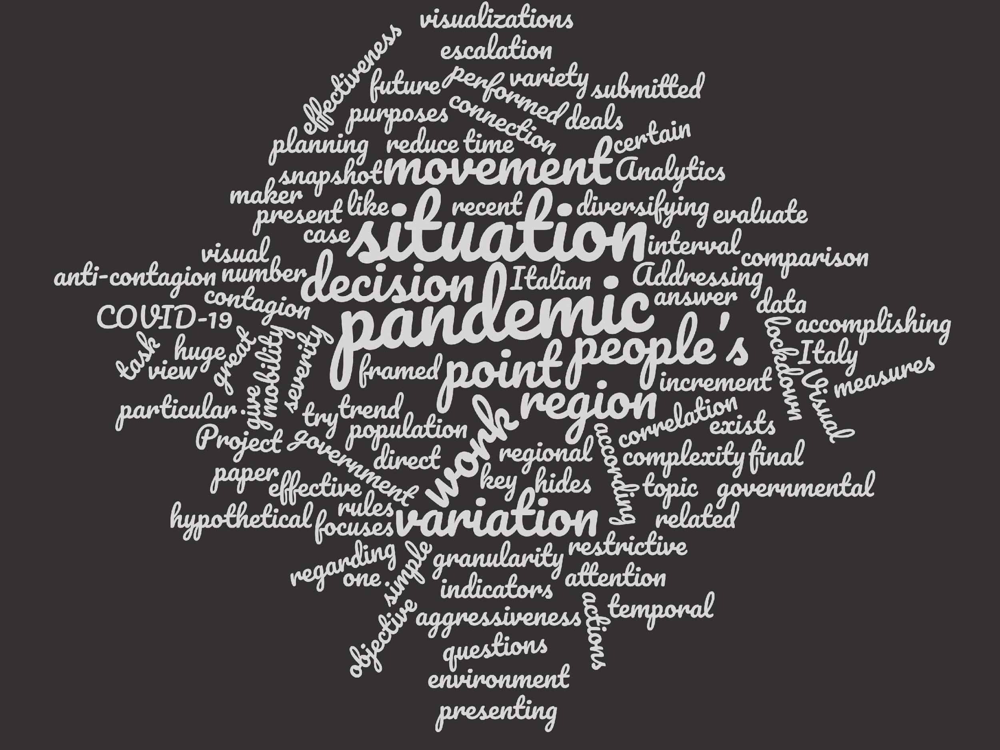 visualizations
escalation
effectiveness
future performed variety submitted
purposes connection deals
planning reduce time certain
snapshot movement Analytics
maker
present like recent diversifying evaluate
case situation interval
visual comparison
anti-contagion number decision Italian Addressing
contagion pandemic answer data
COVID-19 people's lockdown accomplishing
task huge great mobility severity Italy
view framed point measures
increment Visual
particular give try trend region
population work correlation exists
Project government direct regional according complexity final
paper effective key hides topic governmental
rules
hypothetical focuses variation related
regarding simple granularity restrictive
one indicators attention
objective aggressiveness actions temporal
questions
environment
presenting